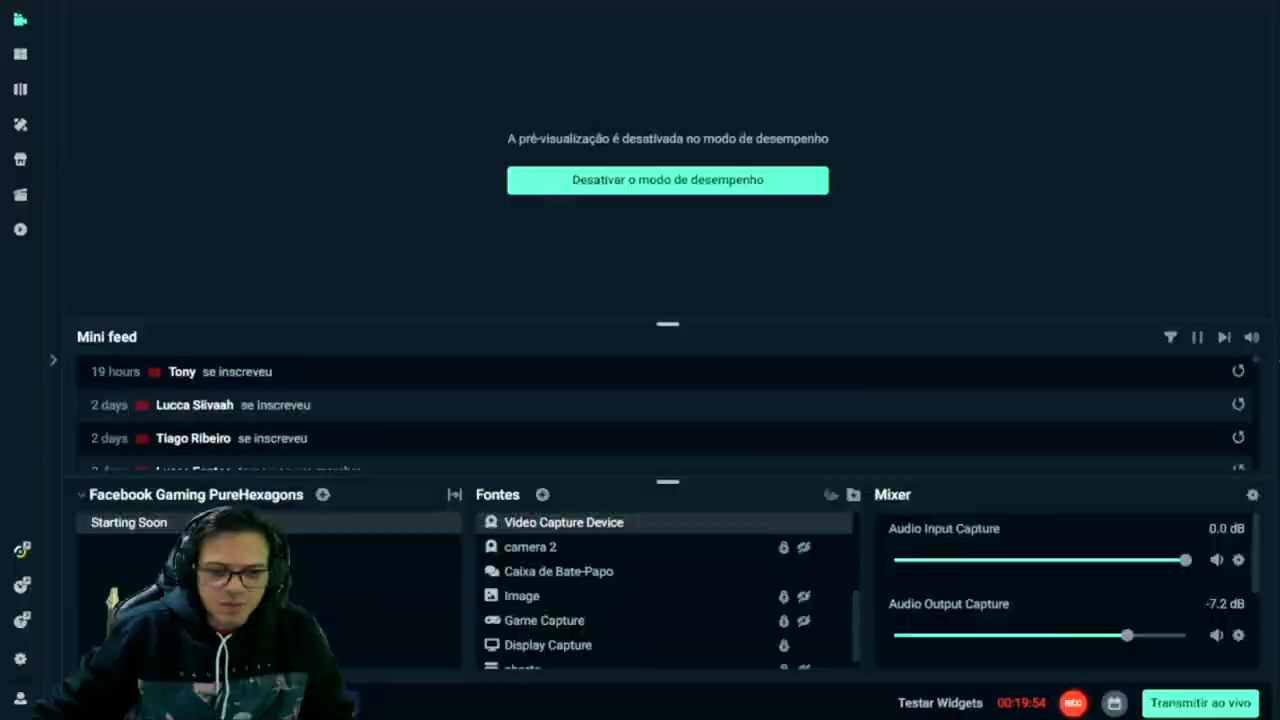 A pré-visualização é desativada no modo de desempenho
Desativar o modo de desempenho
Mini feed
19 hours Tony se inscreveu
2 days Lucca Siivaah se inscreveu
2 days Tiago Ribeiro se inscreveu
Facebook Gaming PureHexagons
Starting Soon
Fontes
Video Capture Device
camera 2
Caixa de Bate-Papo
Image
Game Capture
Display Capture
Mixer
Audio Input Capture 0.0 dB
Audio Output Capture -7.2 dB
Testar Widgets 00:19:54 REC Transmitir ao vivo